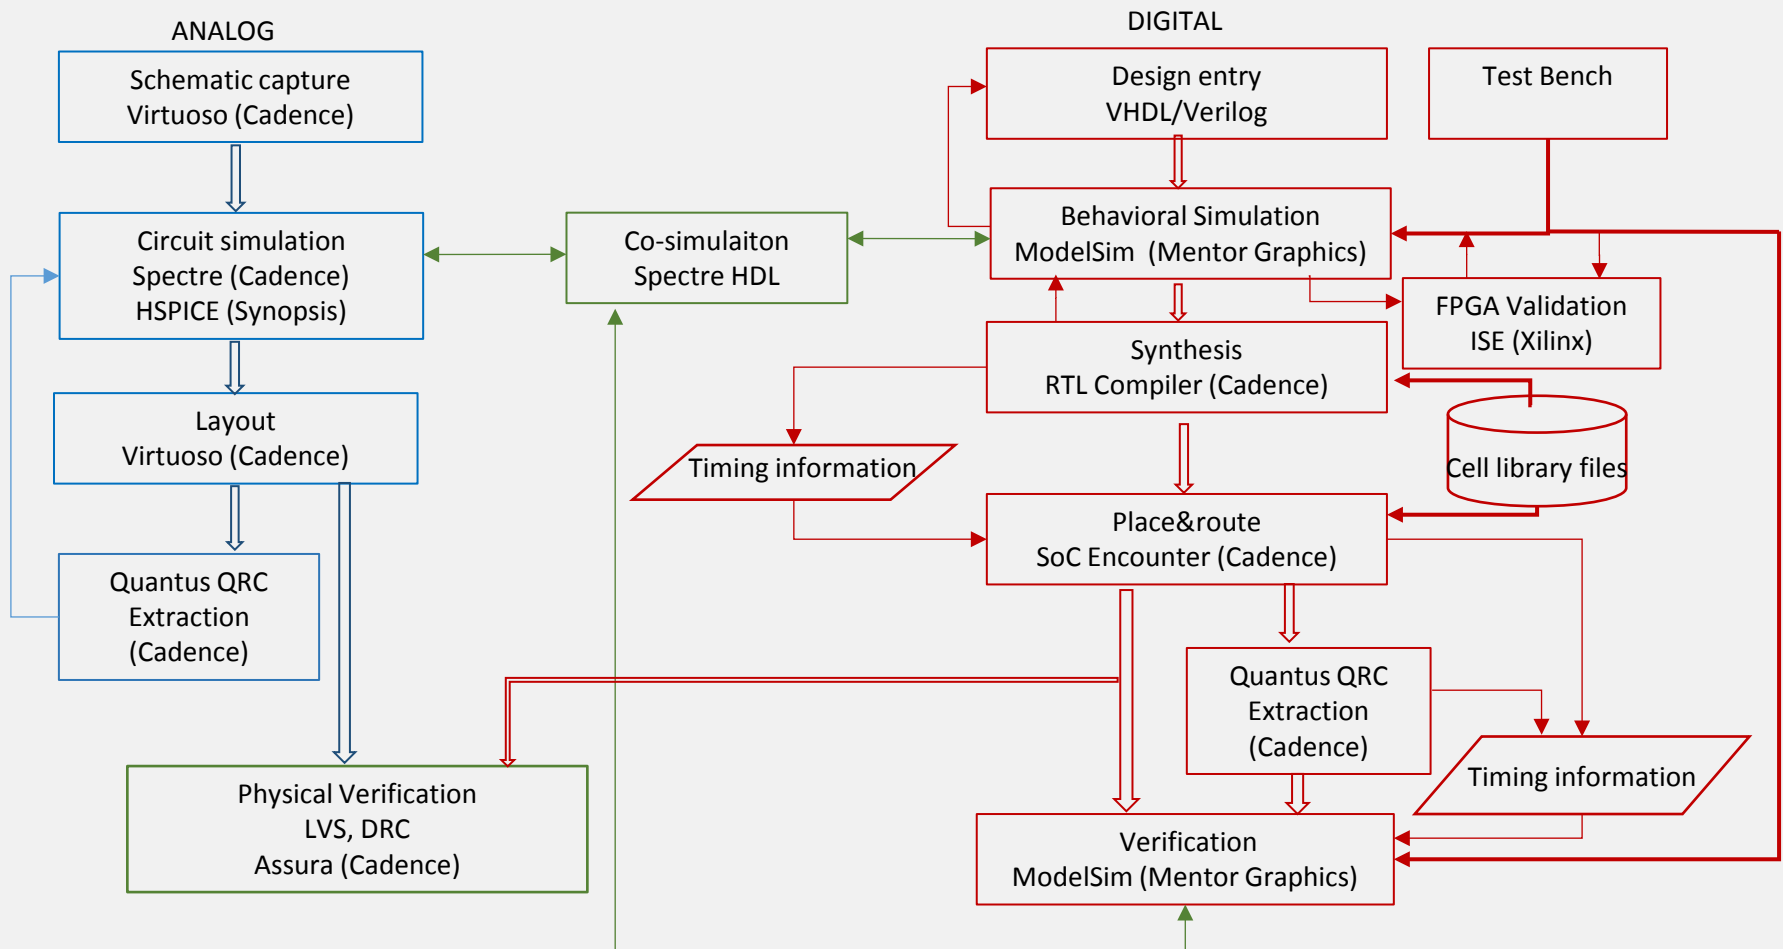 ANALOG
Schematic capture
Virtuoso (Cadence)
Circuit simulation
Spectre (Cadence)
HSPICE (Synopsis)
Layout
Virtuoso (Cadence)
Quantus QRC
Extraction
(Cadence)
Physical Verification
LVS, DRC
Assura (Cadence)
Co-simulaiton
Spectre HDL
DIGITAL
Design entry
VHDL/Verilog
Test Bench
Behavioral Simulation
ModelSim (Mentor Graphics)
FPGA Validation
ISE (Xilinx)
Synthesis
RTL Compiler (Cadence)
Timing information
Cell library files
Place&route
SoC Encounter (Cadence)
Quantus QRC
Extraction
(Cadence)
Timing information
Verification
ModelSim (Mentor Graphics)